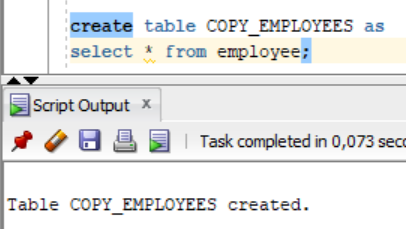 create table COPY_EMPLOYEES as
select * from employee;
Script Output x
Task completed in 0,073 seco
Table COPY_EMPLOYEES created.